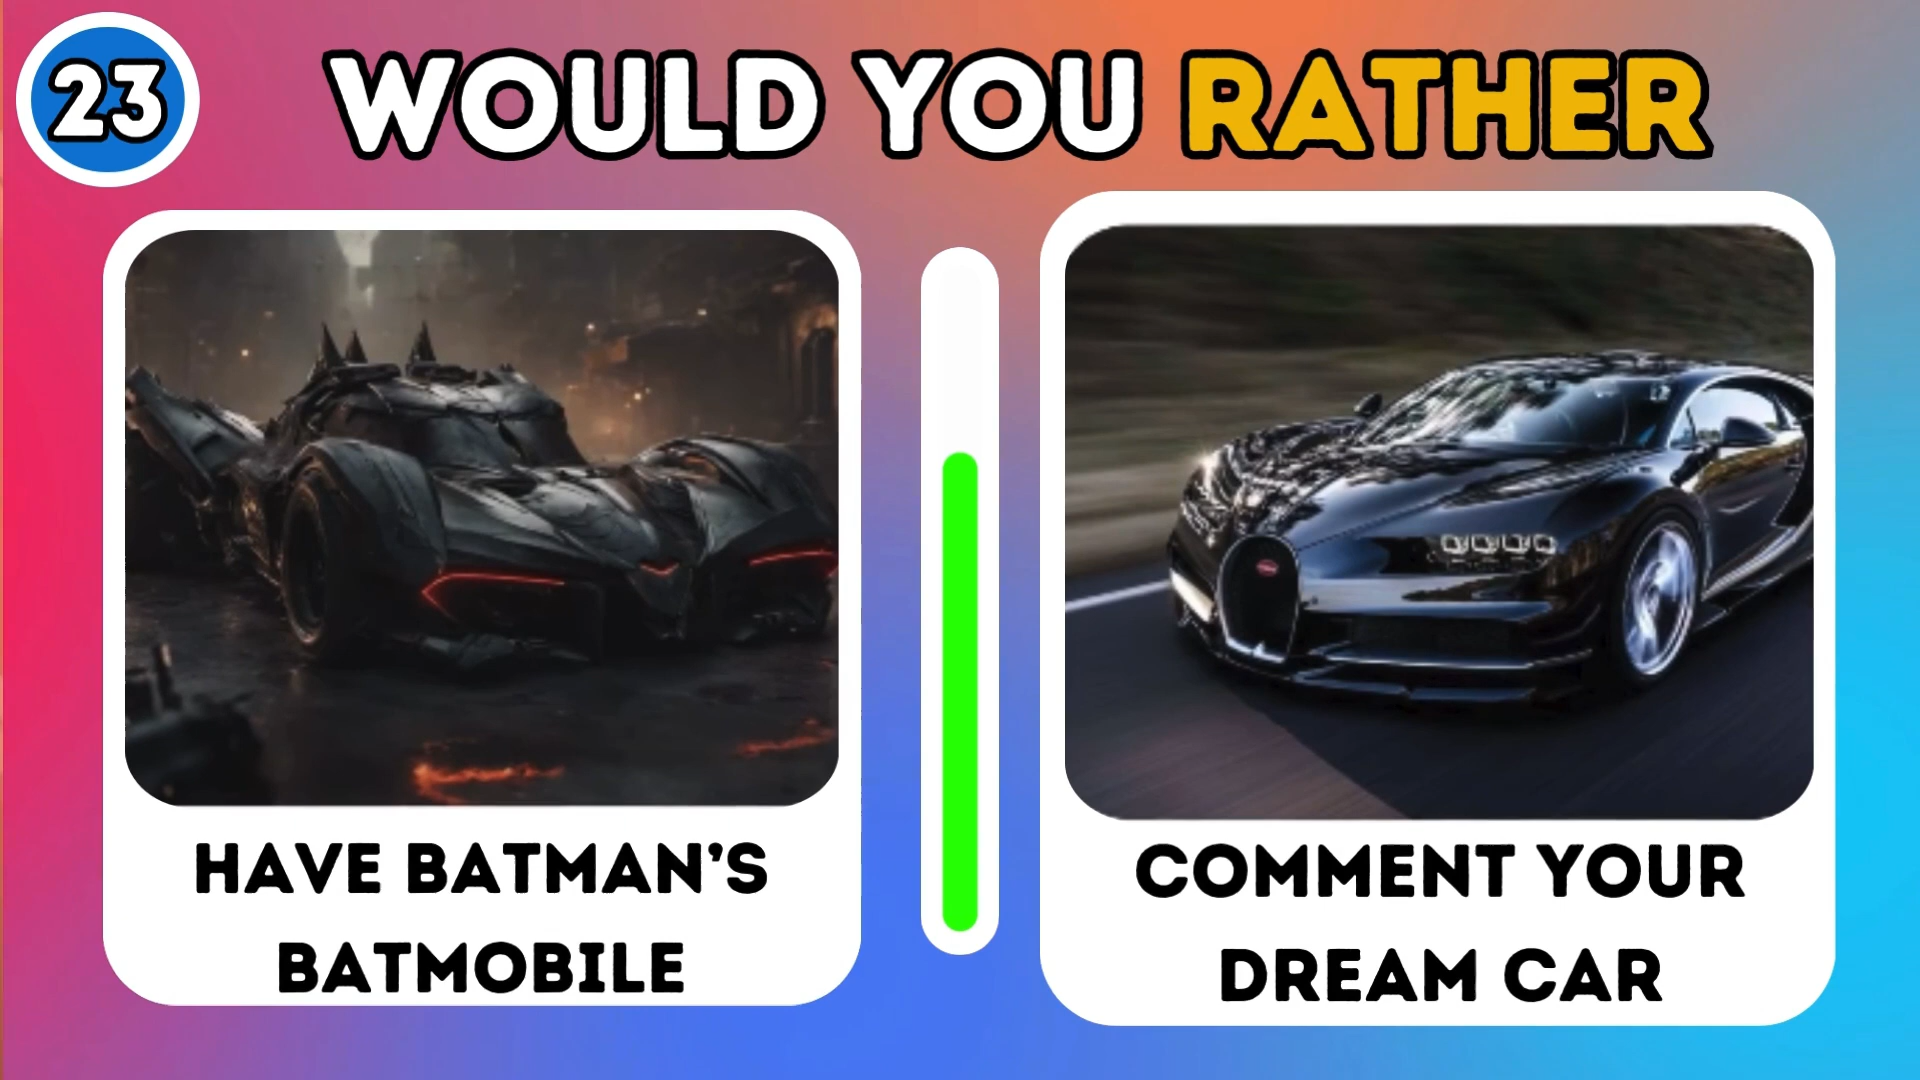 23
WOULD YOU RATHER
HAVE BATMAN'S
BATMOBILE
COMMENT YOUR
DREAM CAR